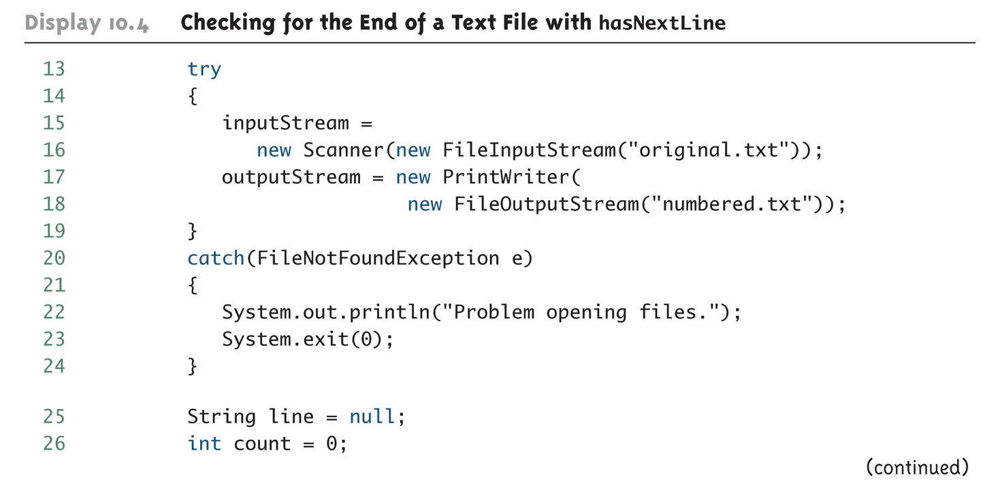 Display 10.4 Checking for the End of a Text File with hasNextLine
13 try
14 {
15 inputStream =
16 new Scanner(new FileInputStream("original.txt"));
17 outputStream = new PrintWriter(
18 new FileOutputStream("numbered.txt"));
19 }
20 catch(FileNotFoundException e)
21 {
22 System.out.println("Problem opening files.");
23 System.exit(0);
24 }
25 String line = null;
26 int count = 0;
(continued)